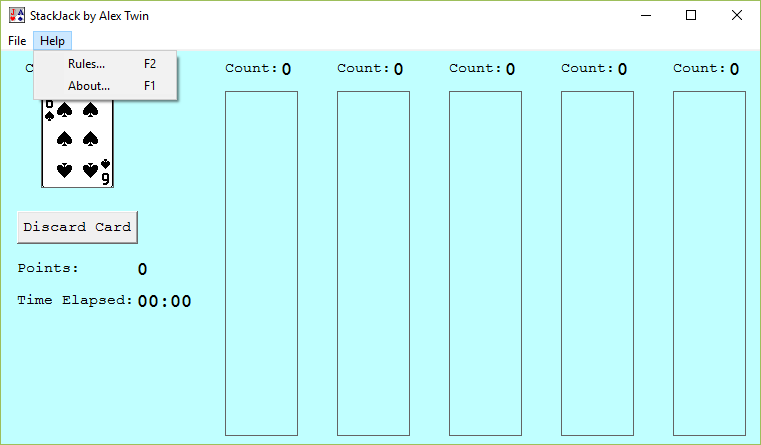 StackJack by Alex Twin
File Help
Rules... F2
About... F1
Count: 0 Count: 0 Count: 0 Count: 0 Count: 0
6
9
Discard Card
Points: 0
Time Elapsed: 00:00